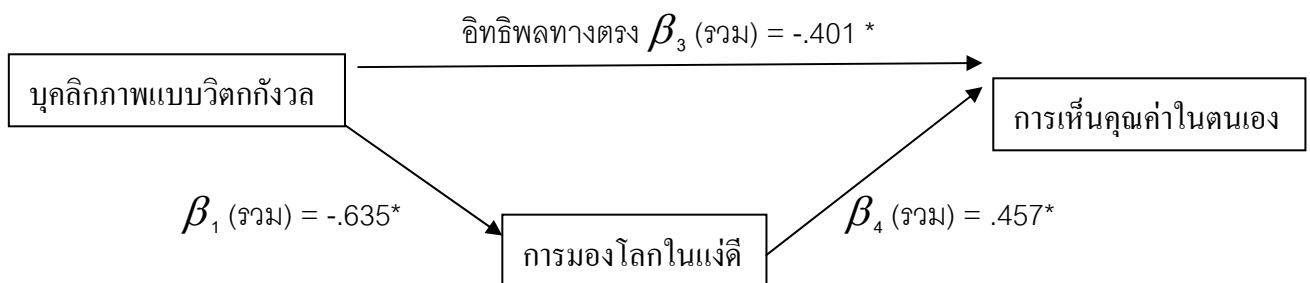 อิทธิพลทางตรง β₃ (รวม) = -.401 *
บุคลิกภาพแบบวิตกกังวล
การเห็นคุณค่าในตนเอง
β₁ (รวม) = -.635*
β₄ (รวม) = .457*
การมองโลกในแง่ดี